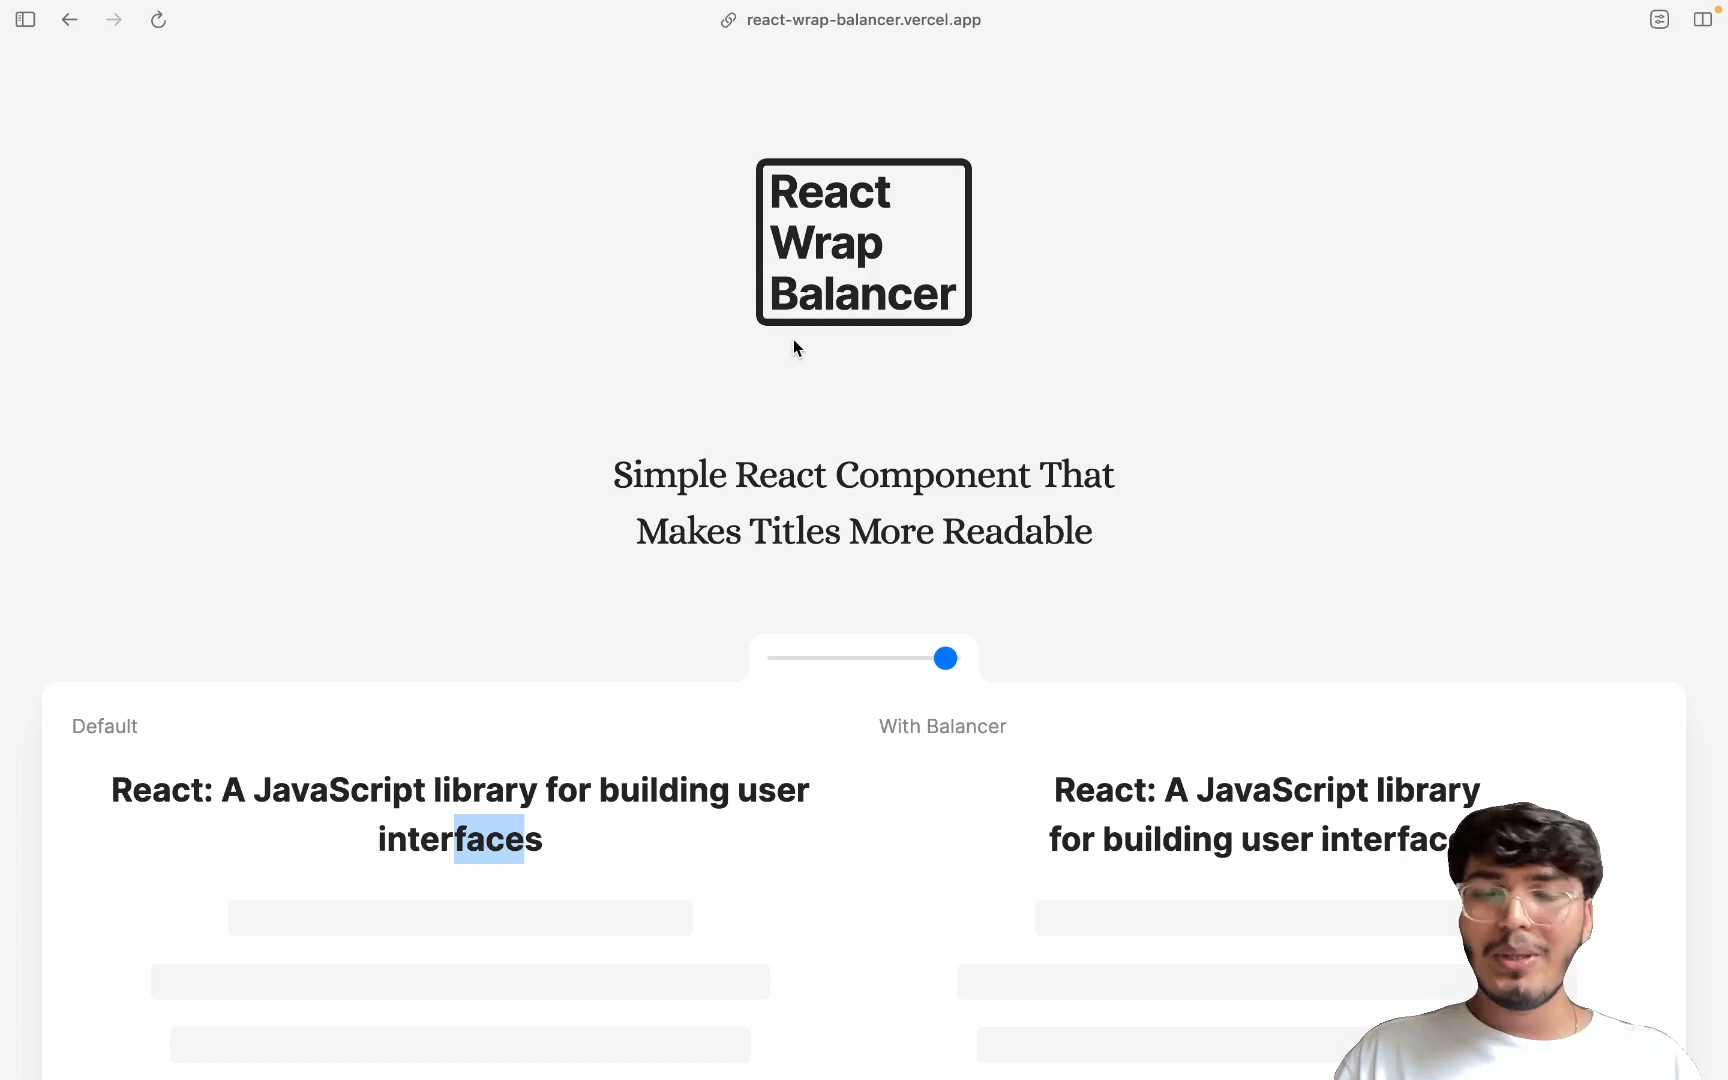 react-wrap-balancer.vercel.app
React
Wrap
Balancer
Simple React Component That
Makes Titles More Readable
Default
With Balancer
React: A JavaScript library for building user
interfaces
React: A JavaScript library
for building user interfac